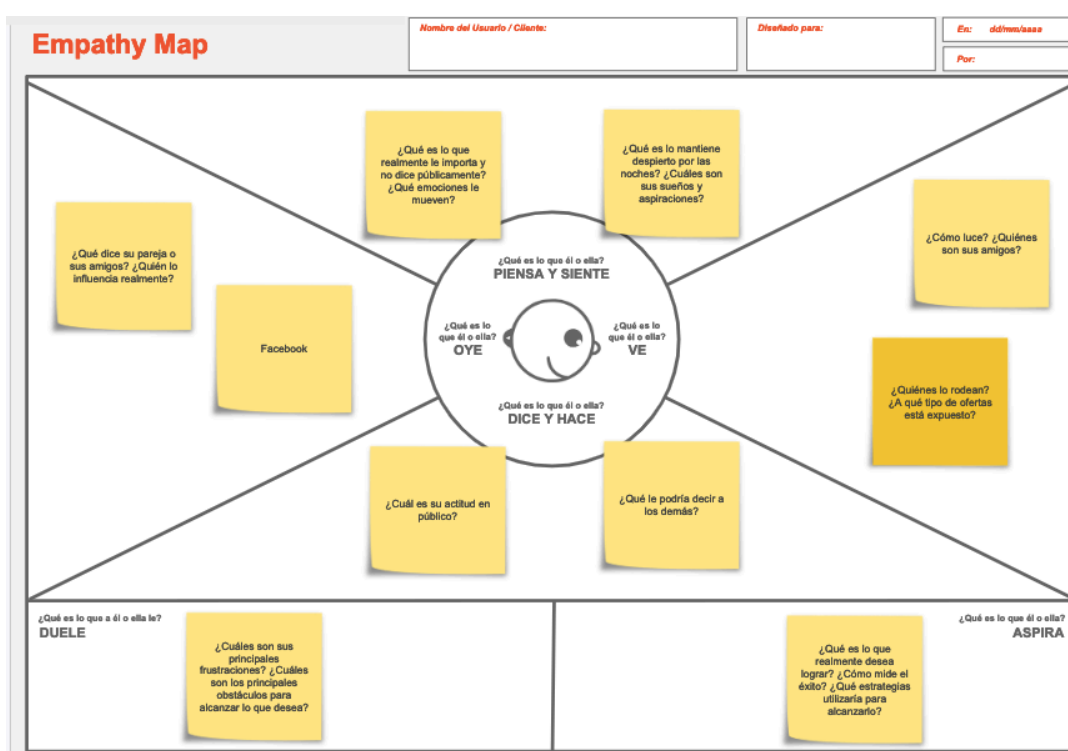 Empathy Map
Nombre del Usuario / Cliente:
Diseñado para:
En: dd/mm/aaaa
Por:
¿Qué es lo que
realmente le importa y
no dice públicamente?
¿Qué emociones le
mueven?
¿Qué es lo mantiene
despierto por las
noches? ¿Cuáles son
sus sueños y
aspiraciones?
¿Qué dice su pareja o
sus amigos? ¿Quién lo
influencia realmente?
Facebook
¿Cómo luce? ¿Quiénes
son sus amigos?
¿Quiénes lo rodean?
¿A qué tipo de ofertas
está expuesto?
¿Qué es lo que él o ella?
PIENSA Y SIENTE
¿Qué es lo
que él o ella?
OYE
¿Qué es lo
que él o ella?
VE
¿Qué es lo que él o ella?
DICE Y HACE
¿Cuál es su actitud en
público?
¿Qué le podría decir a
los demás?
¿Qué es lo que a él o ella le?
DUELE
¿Cuáles son sus
principales
frustraciones? ¿Cuáles
son los principales
obstáculos para
alcanzar lo que desea?
¿Qué es lo que él o ella?
ASPIRA
¿Qué es lo que
realmente desea
lograr? ¿Cómo mide el
éxito? ¿Qué estrategias
utilizaría para
alcanzarlo?